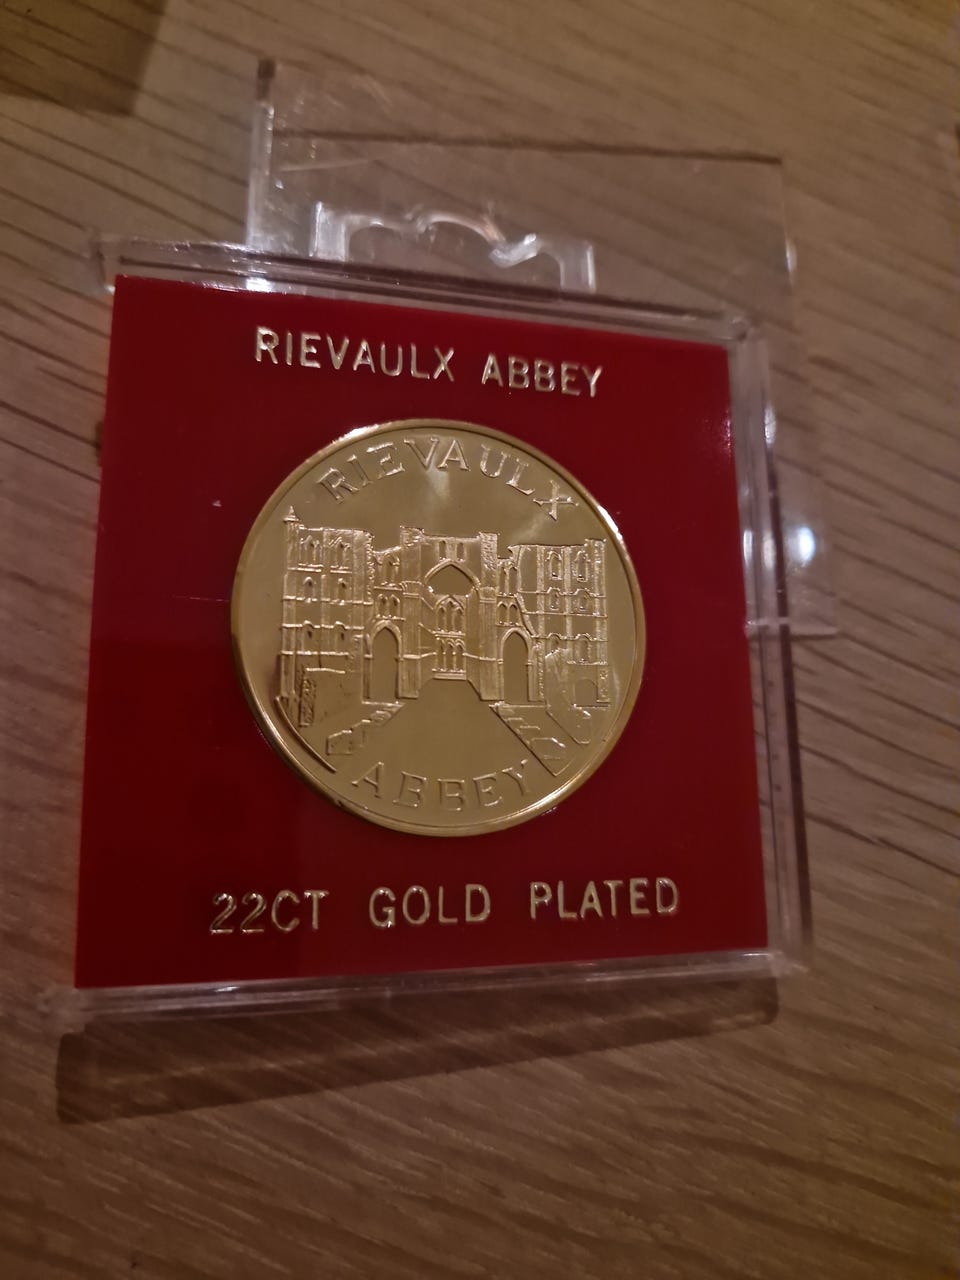 RIEVAULX ABBEY
RIEVAULX
ABBEY
22CT GOLD PLATED